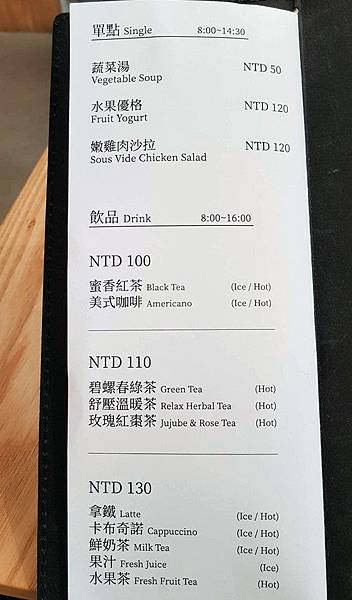 單點 Single 8:00~14:30
蔬菜湯 NTD 50
Vegetable Soup
水果優格 NTD 120
Fruit Yogurt
嫩雞肉沙拉 NTD 120
Sous Vide Chicken Salad
飲品 Drink 8:00~16:00
NTD 100
蜜香紅茶 Black Tea (Ice / Hot)
美式咖啡 Americano (Ice / Hot)
NTD 110
碧螺春綠茶 Green Tea (Hot)
舒壓溫暖茶 Relax Herbal Tea (Hot)
玫瑰紅棗茶 Jujube & Rose Tea (Hot)
NTD 130
拿鐵 Latte (Ice / Hot)
卡布奇諾 Cappuccino (Ice / Hot)
鮮奶茶 Milk Tea (Ice / Hot)
果汁 Fresh Juice (Ice)
水果茶 Fresh Fruit Tea (Hot)